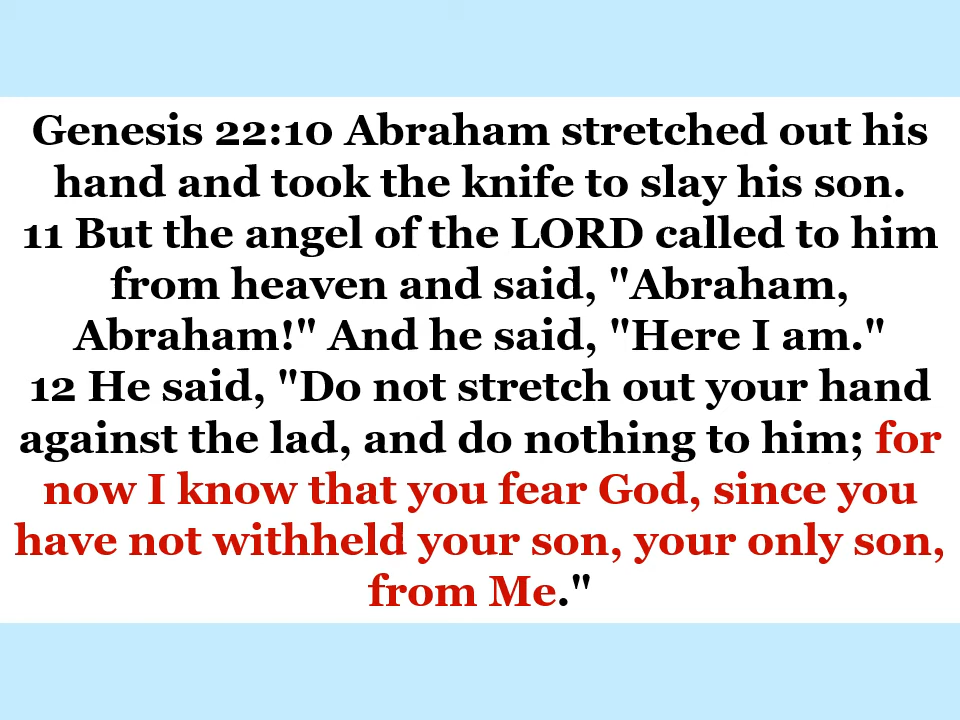 Genesis 22:10 Abraham stretched out his
hand and took the knife to slay his son.
11 But the angel of the LORD called to him
from heaven and said, "Abraham,
Abraham!" And he said, "Here I am."
12 He said, "Do not stretch out your hand
against the lad, and do nothing to him; for
now I know that you fear God, since you
have not withheld your son, your only son,
from Me."